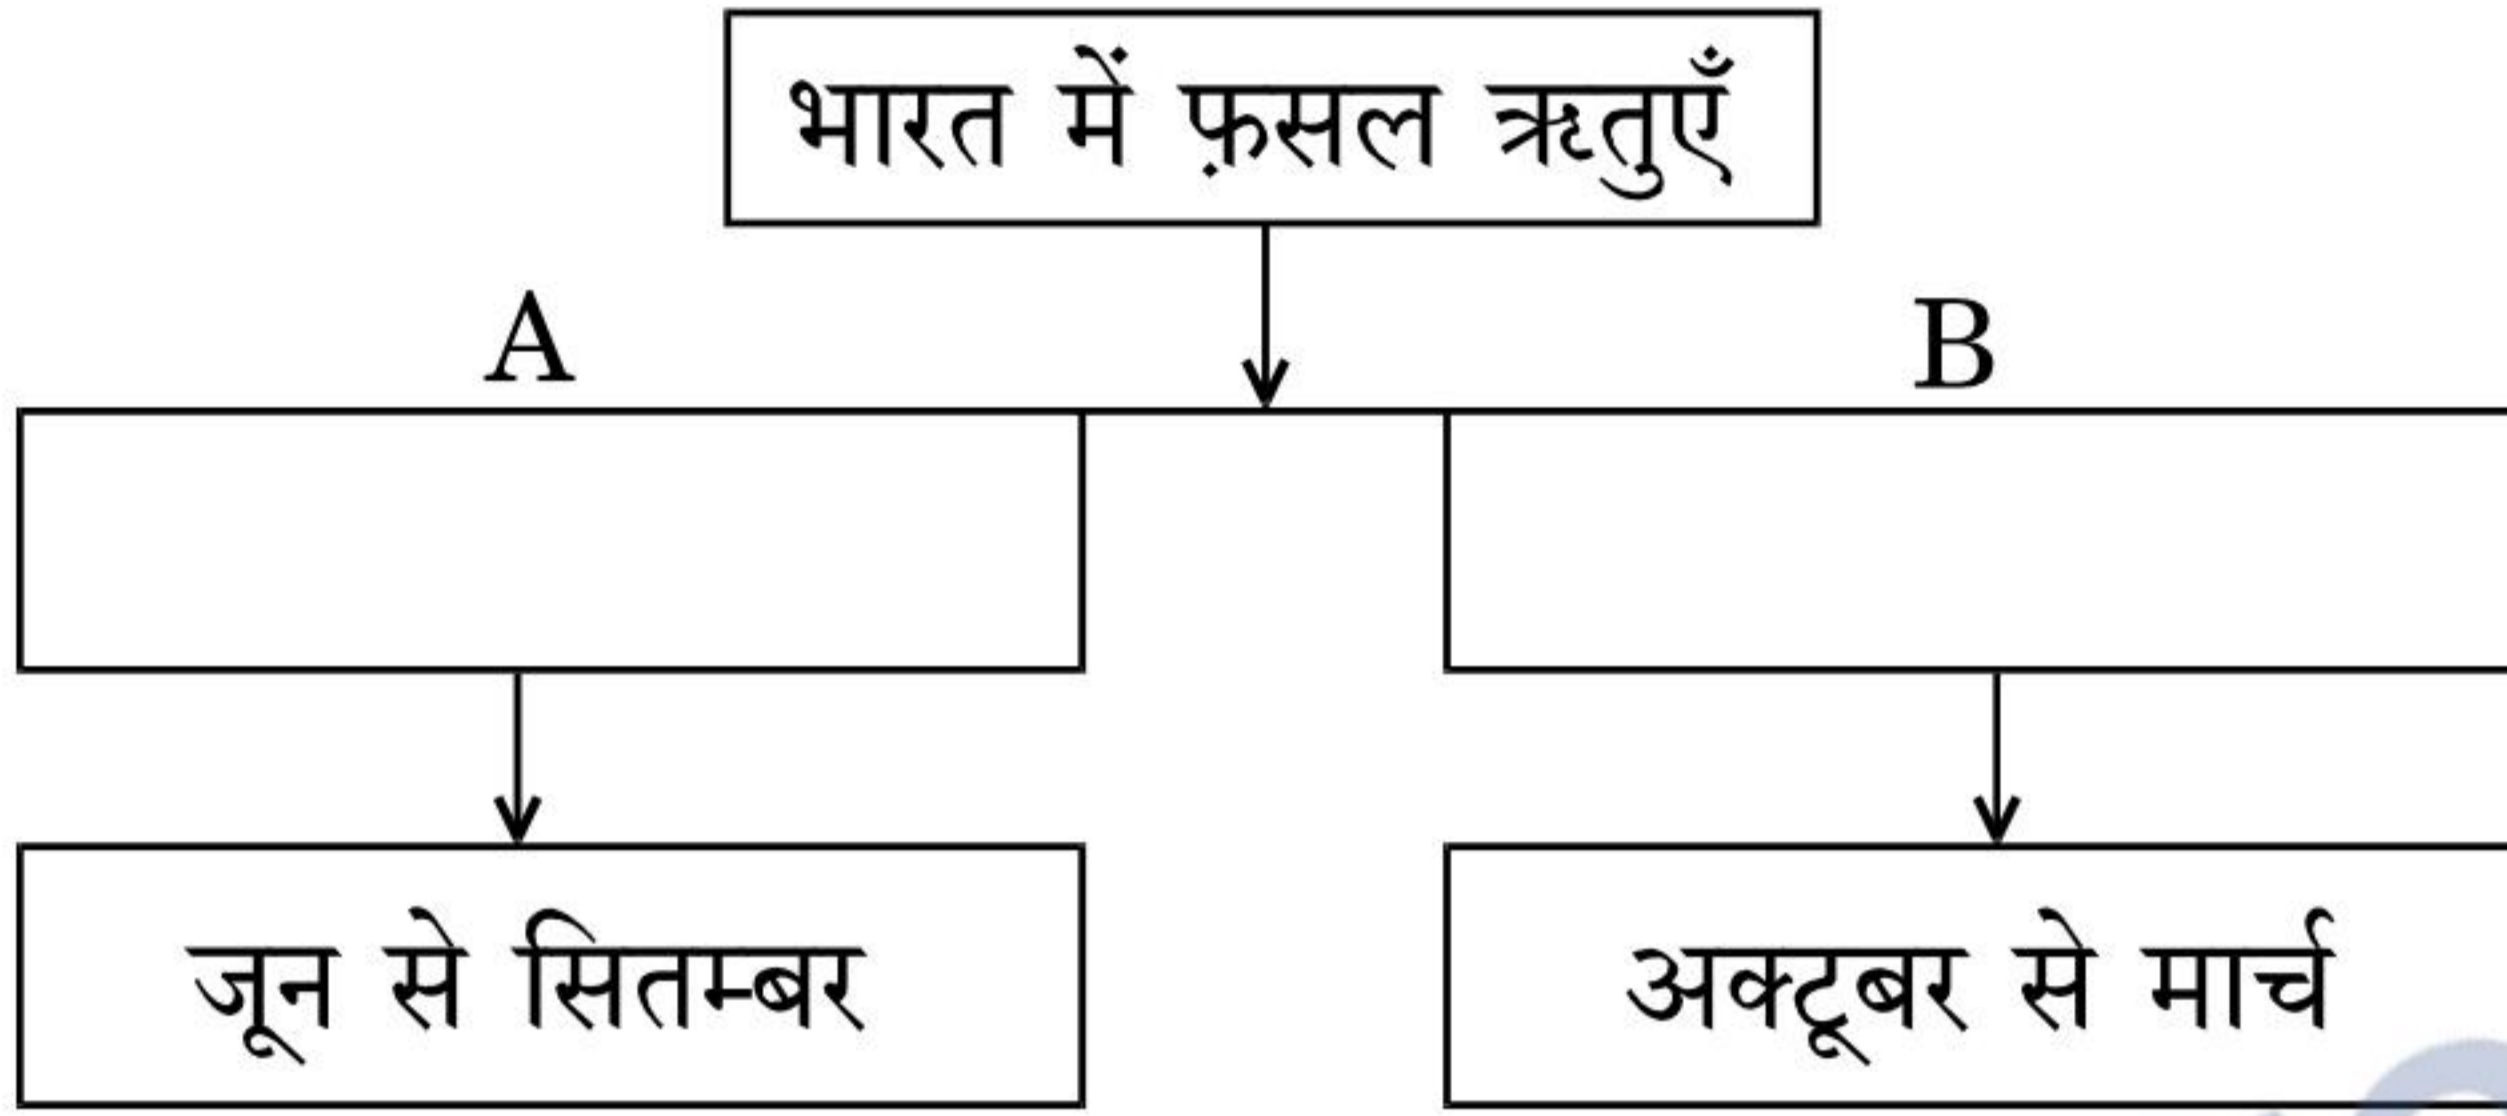 भारत में फ़सल ऋतुएँ
A
B
जून से सितम्बर
अक्टूबर से मार्च